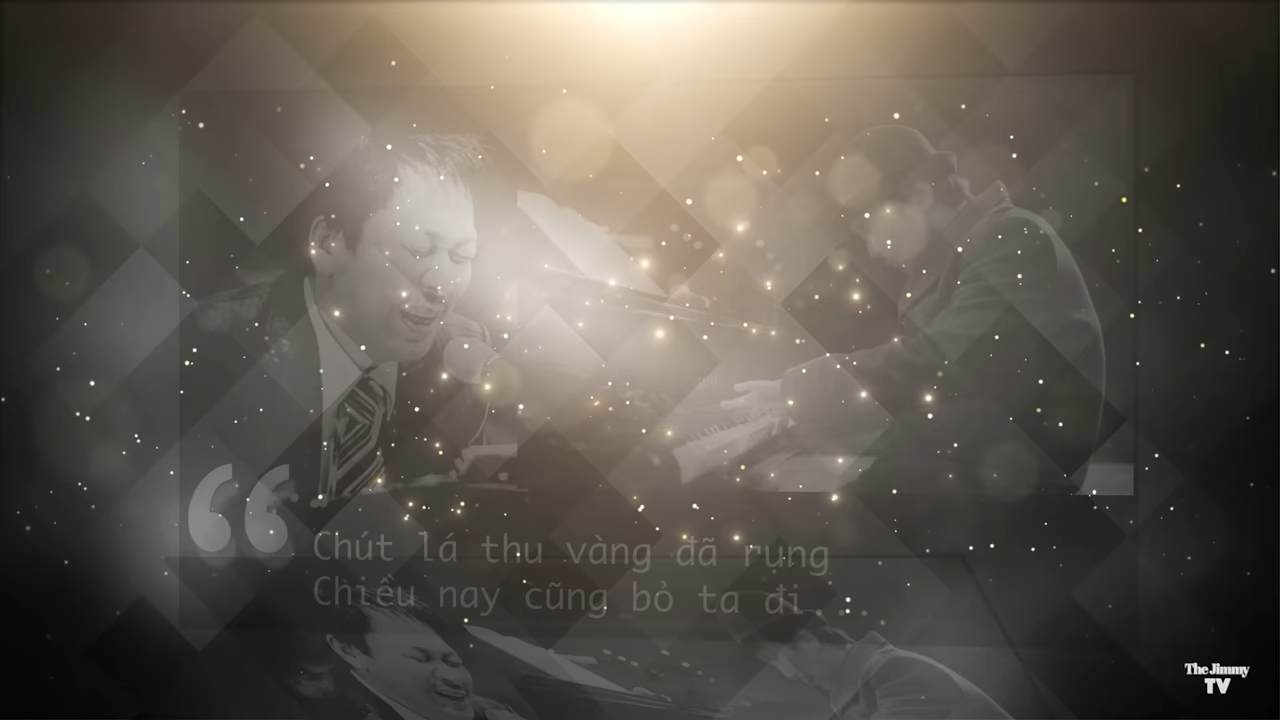 “
Chút lá thu vàng đã rụng
Chiều nay cũng bỏ ta đi . . :
The Jimmy
TV